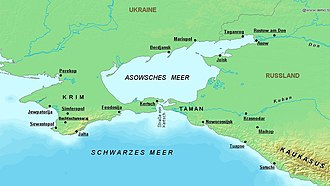 UKRAINE
Taganrog
Rostow am Don
Mariupol
Asow
Berdjansk
Jeisk
Perekop
ASOWSCHES MEER
RUSSLAND
KRIM
Kuban
Jewpatorija
Simferopol
Feodosija
Kertsch
TAMAN
Straße von
Kertsch
Bachtschyssaraj
Sewastopol
Jalta
Noworossijsk
Krasnodar
Maikop
SCHWARZES MEER
Tuapse
KAUKASUS
Sotschi